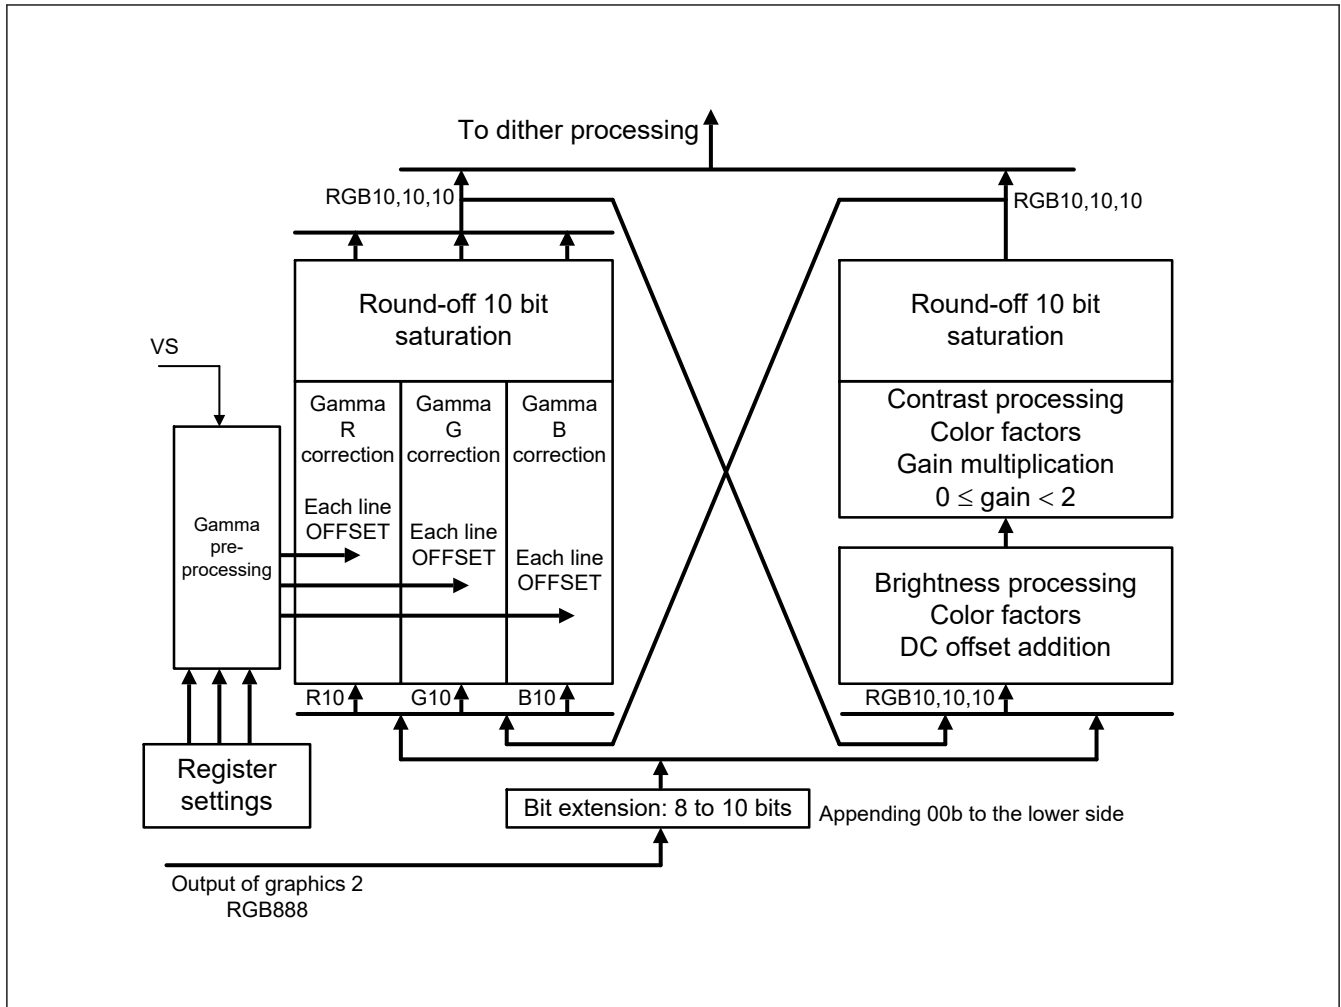 To dither processing
RGB10,10,10
RGB10,10,10
Round-off 10 bit
saturation
Round-off 10 bit
saturation
VS
Gamma
R
correction
Gamma
G
correction
Gamma
B
correction
Contrast processing
Color factors
Gain multiplication
0 ≤ gain < 2
Each line
OFFSET
Each line
OFFSET
Each line
OFFSET
Gamma
pre-
processing
Brightness processing
Color factors
DC offset addition
R10
G10
B10
RGB10,10,10
Register
settings
Bit extension: 8 to 10 bits
Appending 00b to the lower side
Output of graphics 2
RGB888